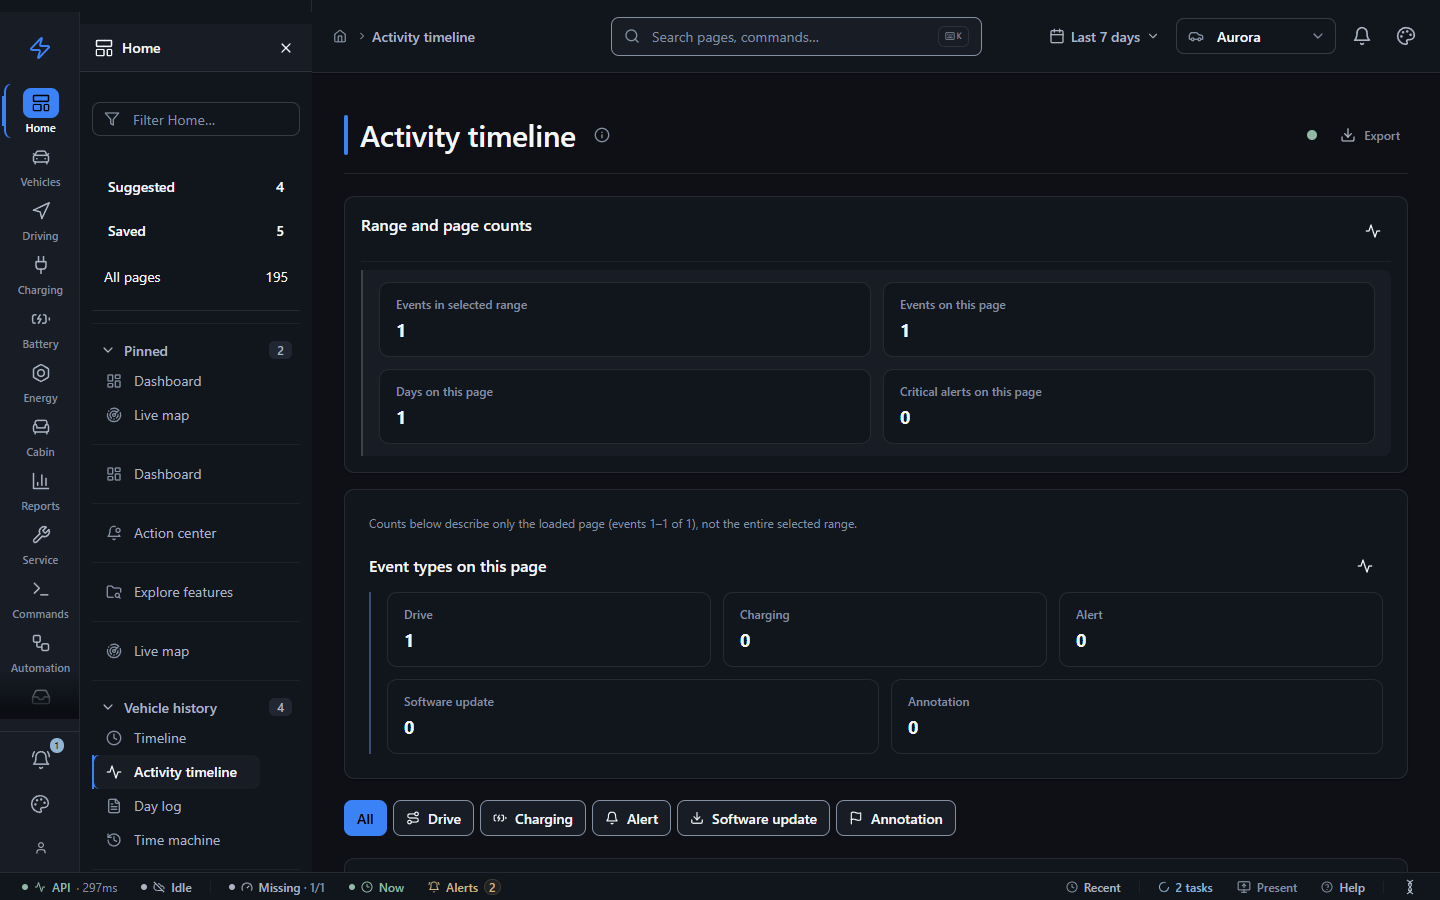 Home
Vehicles
Driving
Charging
Battery
Energy
Cabin
Reports
Service
Commands
Automation
1
Home
Filter Home...
Suggested 4
Saved 5
All pages 195
Pinned 2
Dashboard
Live map
Dashboard
Action center
Explore features
Live map
Vehicle history 4
Timeline
Activity timeline
Day log
Time machine
Activity timeline
Search pages, commands...
K
Last 7 days
Aurora
Activity timeline
Export
Range and page counts
Events in selected range
1
Events on this page
1
Days on this page
1
Critical alerts on this page
0
Counts below describe only the loaded page (events 1–1 of 1), not the entire selected range.
Event types on this page
Drive
1
Charging
0
Alert
0
Software update
0
Annotation
0
All
Drive
Charging
Alert
Software update
Annotation
API · 297ms
Idle
Missing · 1/1
Now
Alerts 2
Recent
2 tasks
Present
Help